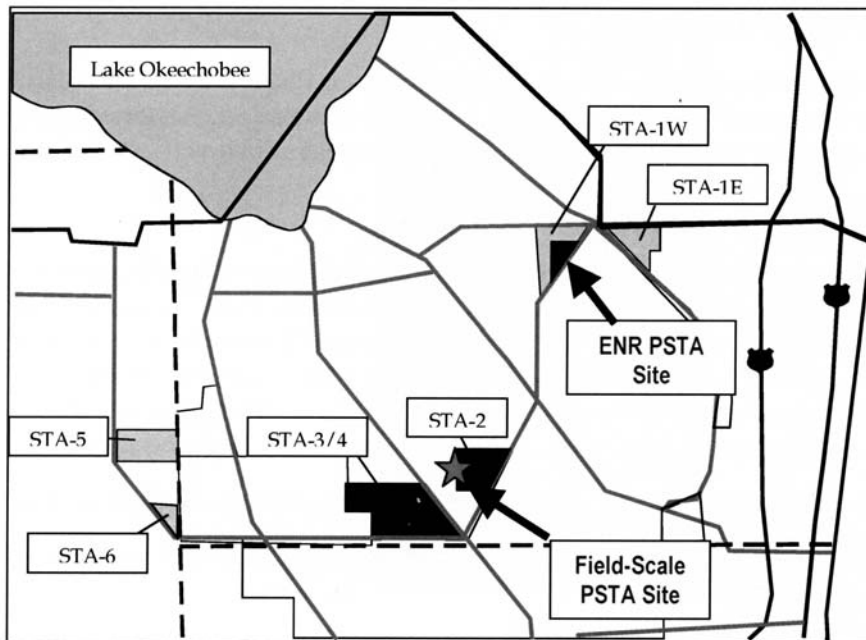 Lake Okeechobee
STA-1W
STA-1E
ENR PSTA
Site
STA-5
STA-3/4
STA-2
STA-6
Field-Scale
PSTA Site